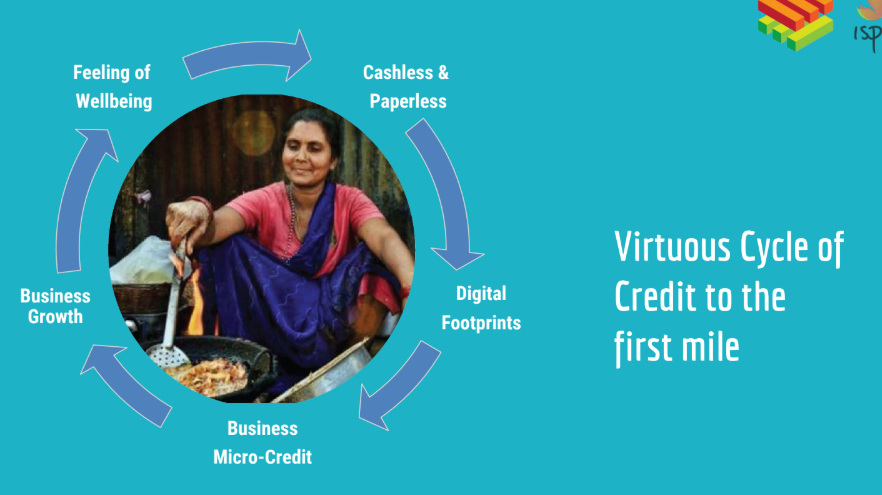 Feeling of
Wellbeing
Cashless &
Paperless
Digital
Footprints
Business
Micro-Credit
Business
Growth
Virtuous Cycle of
Credit to the
first mile